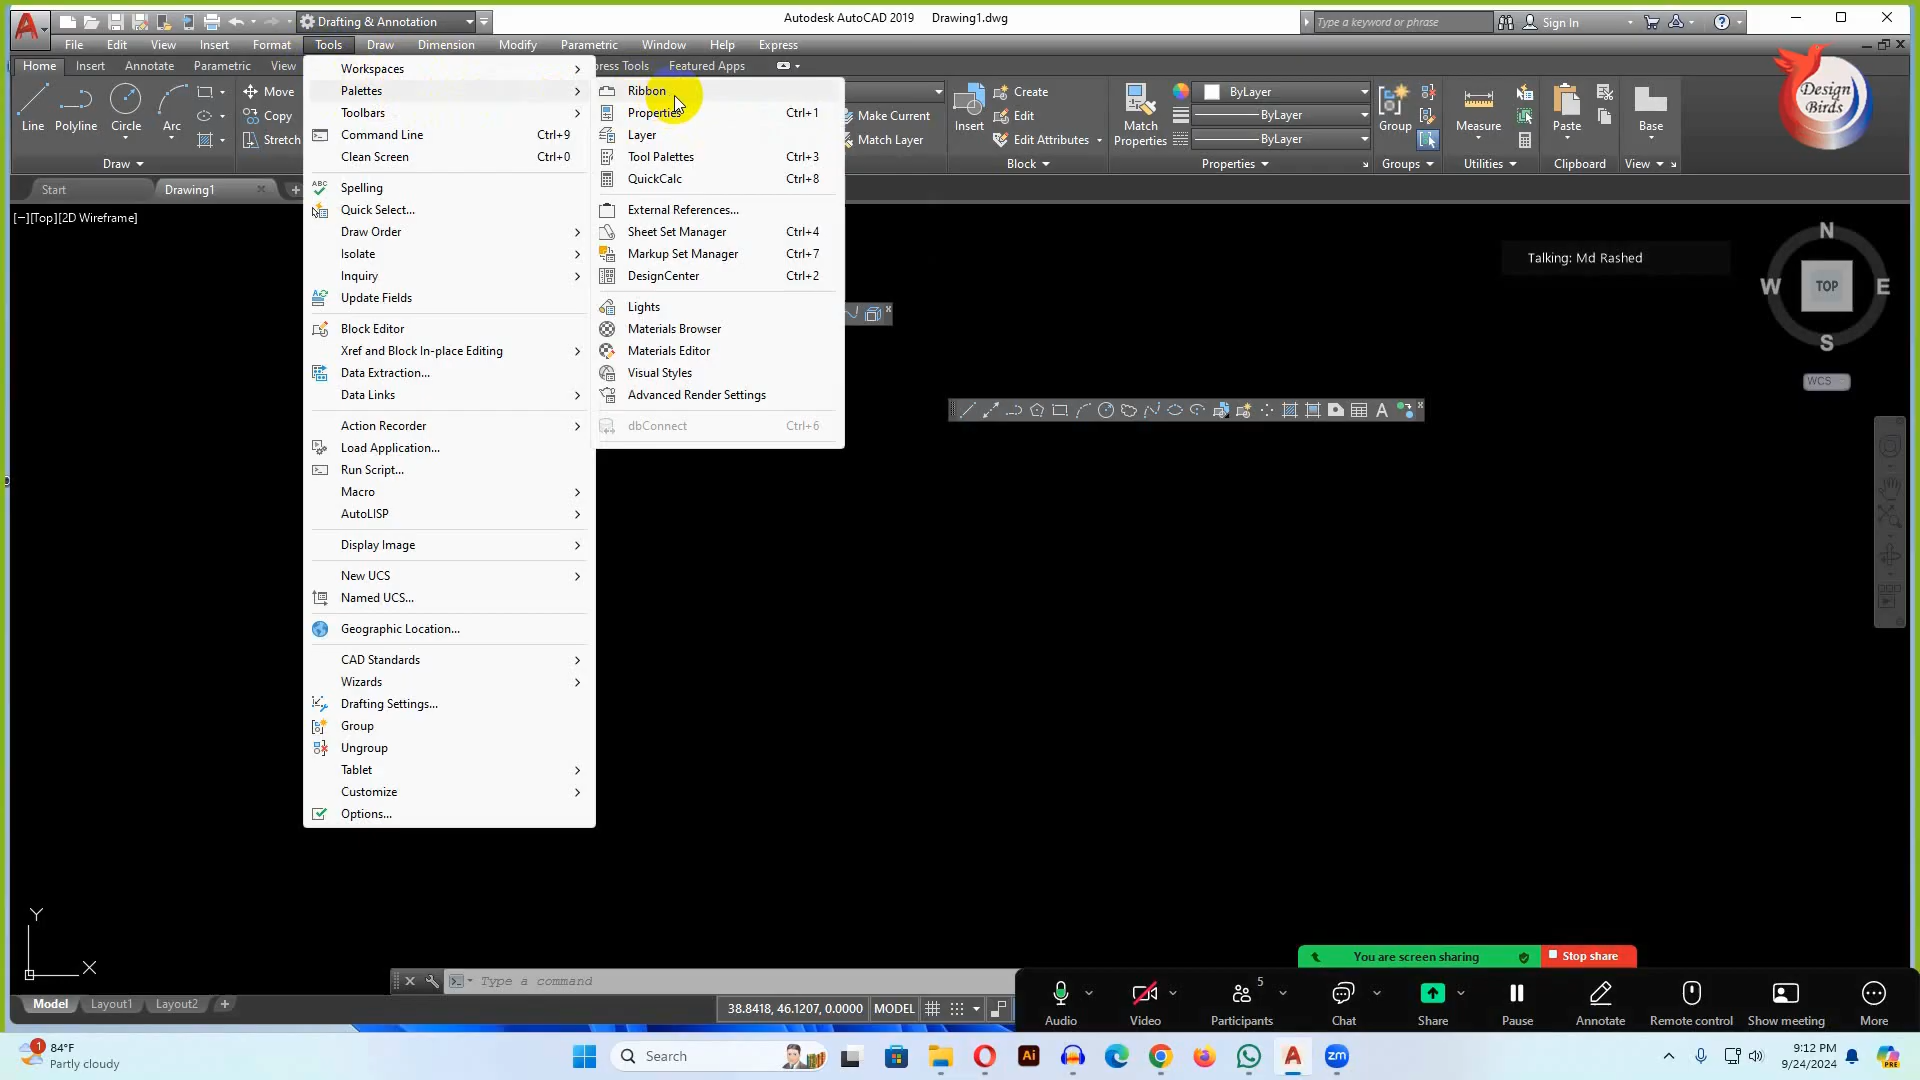 Drafting & Annotation
Autodesk AutoCAD 2019 Drawing1.dwg
Type a keyword or phrase
Sign In
File Edit View Insert Format Tools Draw Dimension Modify Parametric Window Help Express
Home Insert Annotate Parametric View
press Tools Featured Apps
Line Polyline Circle Arc
Move
Copy
Stretch
Draw
Make Current
Match Layer
Insert
Create
Edit
Edit Attributes
Block
Match
Properties
ByLayer
ByLayer
ByLayer
Properties
Group
Groups
Measure
Utilities
Paste
Clipboard
Base
View
Design
Birds
Start
Drawing1
[−][Top][2D Wireframe]
Workspaces
Palettes
Toolbars
Command Line Ctrl+9
Clean Screen Ctrl+0
ABC
Spelling
Quick Select...
Draw Order
Isolate
Inquiry
Update Fields
Block Editor
Xref and Block In-place Editing
Data Extraction...
Data Links
Action Recorder
Load Application...
Run Script...
Macro
AutoLISP
Display Image
New UCS
Named UCS...
Geographic Location...
CAD Standards
Wizards
Drafting Settings...
Group
Ungroup
Tablet
Customize
Options...
Ribbon
Properties Ctrl+1
Layer
Tool Palettes Ctrl+3
QuickCalc Ctrl+8
External References...
Sheet Set Manager Ctrl+4
Markup Set Manager Ctrl+7
DesignCenter Ctrl+2
Lights
Materials Browser
Materials Editor
Visual Styles
Advanced Render Settings
dbConnect Ctrl+6
Talking: Md Rashed
N
W TOP E
S
WCS
Y
X
Type a command
Model Layout1 Layout2
38.8418, 46.1207, 0.0000 MODEL
You are screen sharing
Stop share
5
Audio Video Participants Chat Share Pause Annotate Remote control Show meeting More
1
84°F
Partly cloudy
Search
Ai
zm
9:12 PM
9/24/2024
PRE